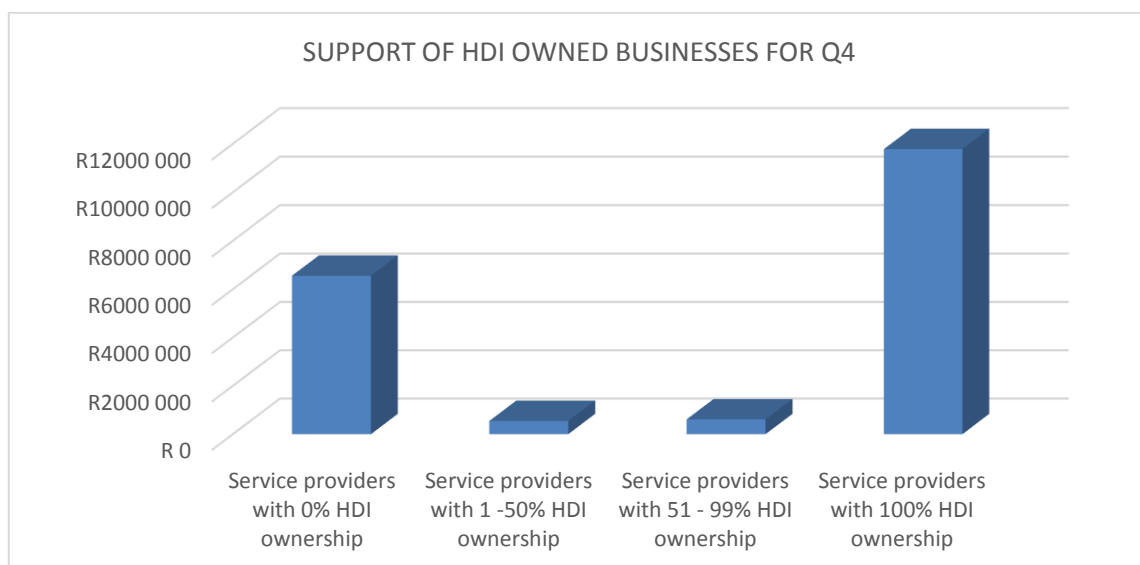 SUPPORT OF HDI OWNED BUSINESSES FOR Q4
R12000 000
R10000 000
R8000 000
R6000 000
R4000 000
R2000 000
R 0
Service providers
with 0% HDI
ownership
Service providers
with 1 -50% HDI
ownership
Service providers
with 51 - 99% HDI
ownership
Service providers
with 100% HDI
ownership